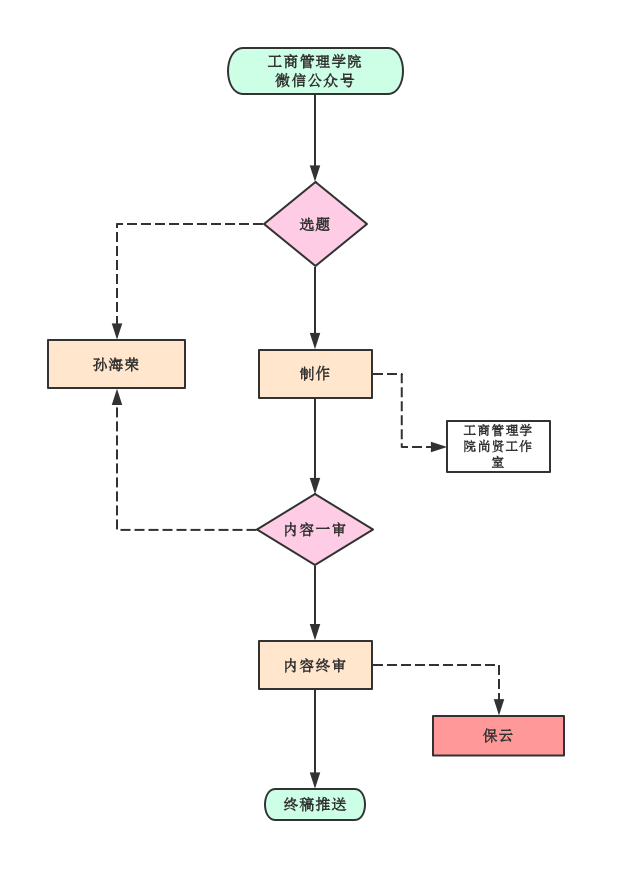 工商管理学院
微信公众号
选题
孙海荣
制作
工商管理学
院尚贤工作
室
内容一审
内容终审
保云
终稿推送